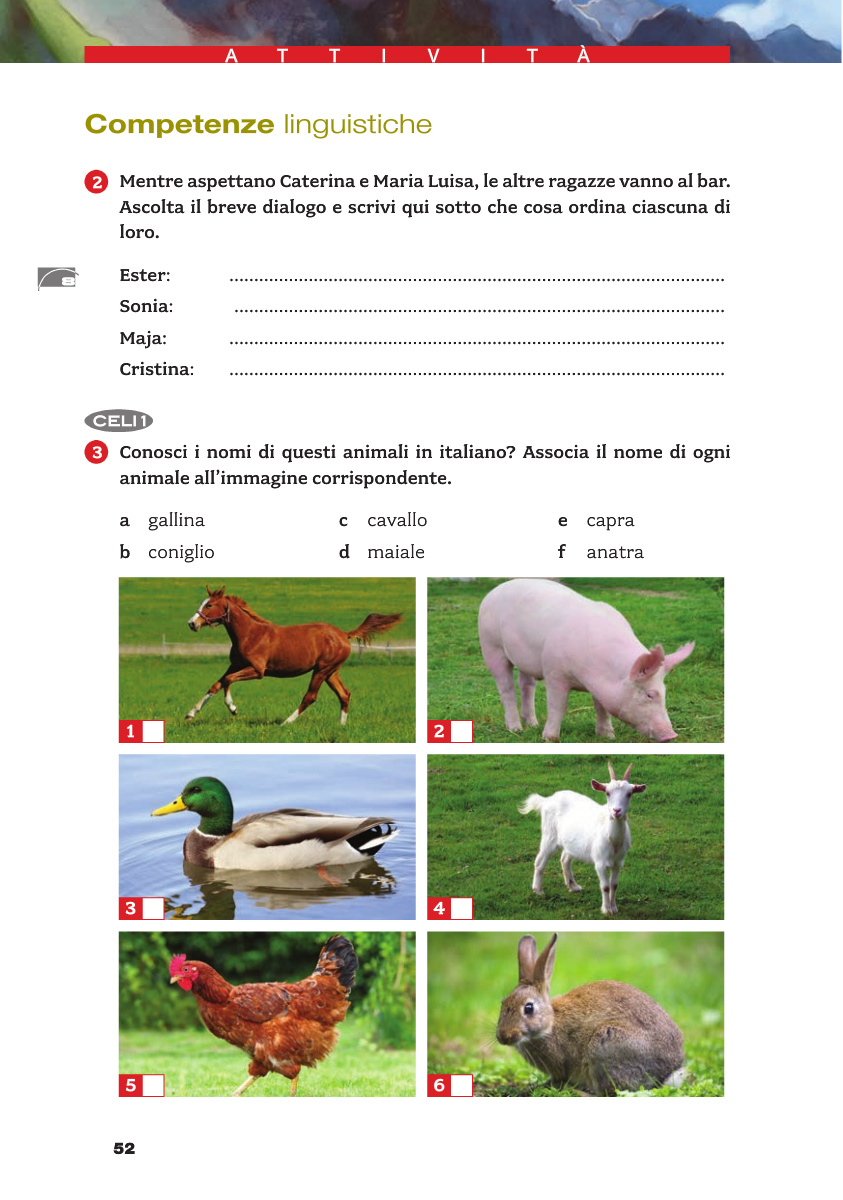 ATTIVITÀ
Competenze linguistiche
2 Mentre aspettano Caterina e Maria Luisa, le altre ragazze vanno al bar.
Ascolta il breve dialogo e scrivi qui sotto che cosa ordina ciascuna di
loro.
8
Ester: ....................................................................................................
Sonia: ...................................................................................................
Maja: ....................................................................................................
Cristina: ....................................................................................................
CELI 1
3 Conosci i nomi di questi animali in italiano? Associa il nome di ogni
animale all’immagine corrispondente.
a gallina c cavallo e capra
b coniglio d maiale f anatra
1 2
3 4
5 6
52